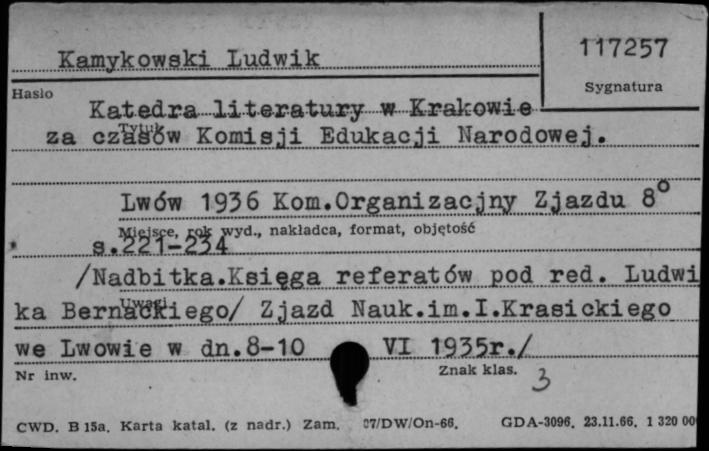 Kamykowski Ludwik
117257
Hasło
Sygnatura
Katedra literatury w Krakowie
Tytuł
za czasów Komisji Edukacji Narodowej.
Lwów 1936 Kom.Organizacjny Zjazdu 8°
Miejsce, rok wyd., nakładca, format, objętość
s.221-234
/Nadbitka.Księga referatów pod red. Ludwi
Uwagi
ka Bernackiego/ Zjazd Nauk.im.I.Krasickiego
we Lwowie w dn.8-10 VI 1935r./
Nr inw.
Znak klas.
3
CWD. B 15a. Karta katal. (z nadr.) Zam. 97/DW/On-66. GDA-3096. 23.11.66. 1 320 00